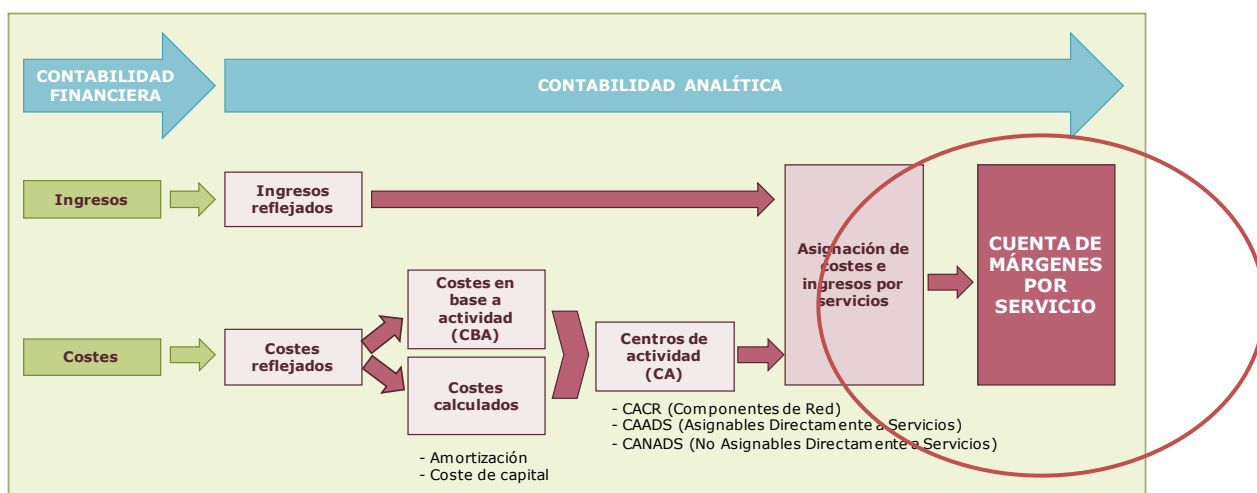 CONTABILIDAD
FINANCIERA
CONTABILIDAD ANALÍTICA
Ingresos
Ingresos
reflejados
Asignación de
costes e
ingresos por
servicios
CUENTA DE
MÁRGENES
POR
SERVICIO
Costes
Costes
reflejados
Costes en
base a
actividad
(CBA)
Costes
calculados
Centros de
actividad
(CA)
- Amortización
- Coste de capital
- CACR (Componentes de Red)
- CAADS (Asignables Directamente a Servicios)
- CANADS (No Asignables Directamente a Servicios)